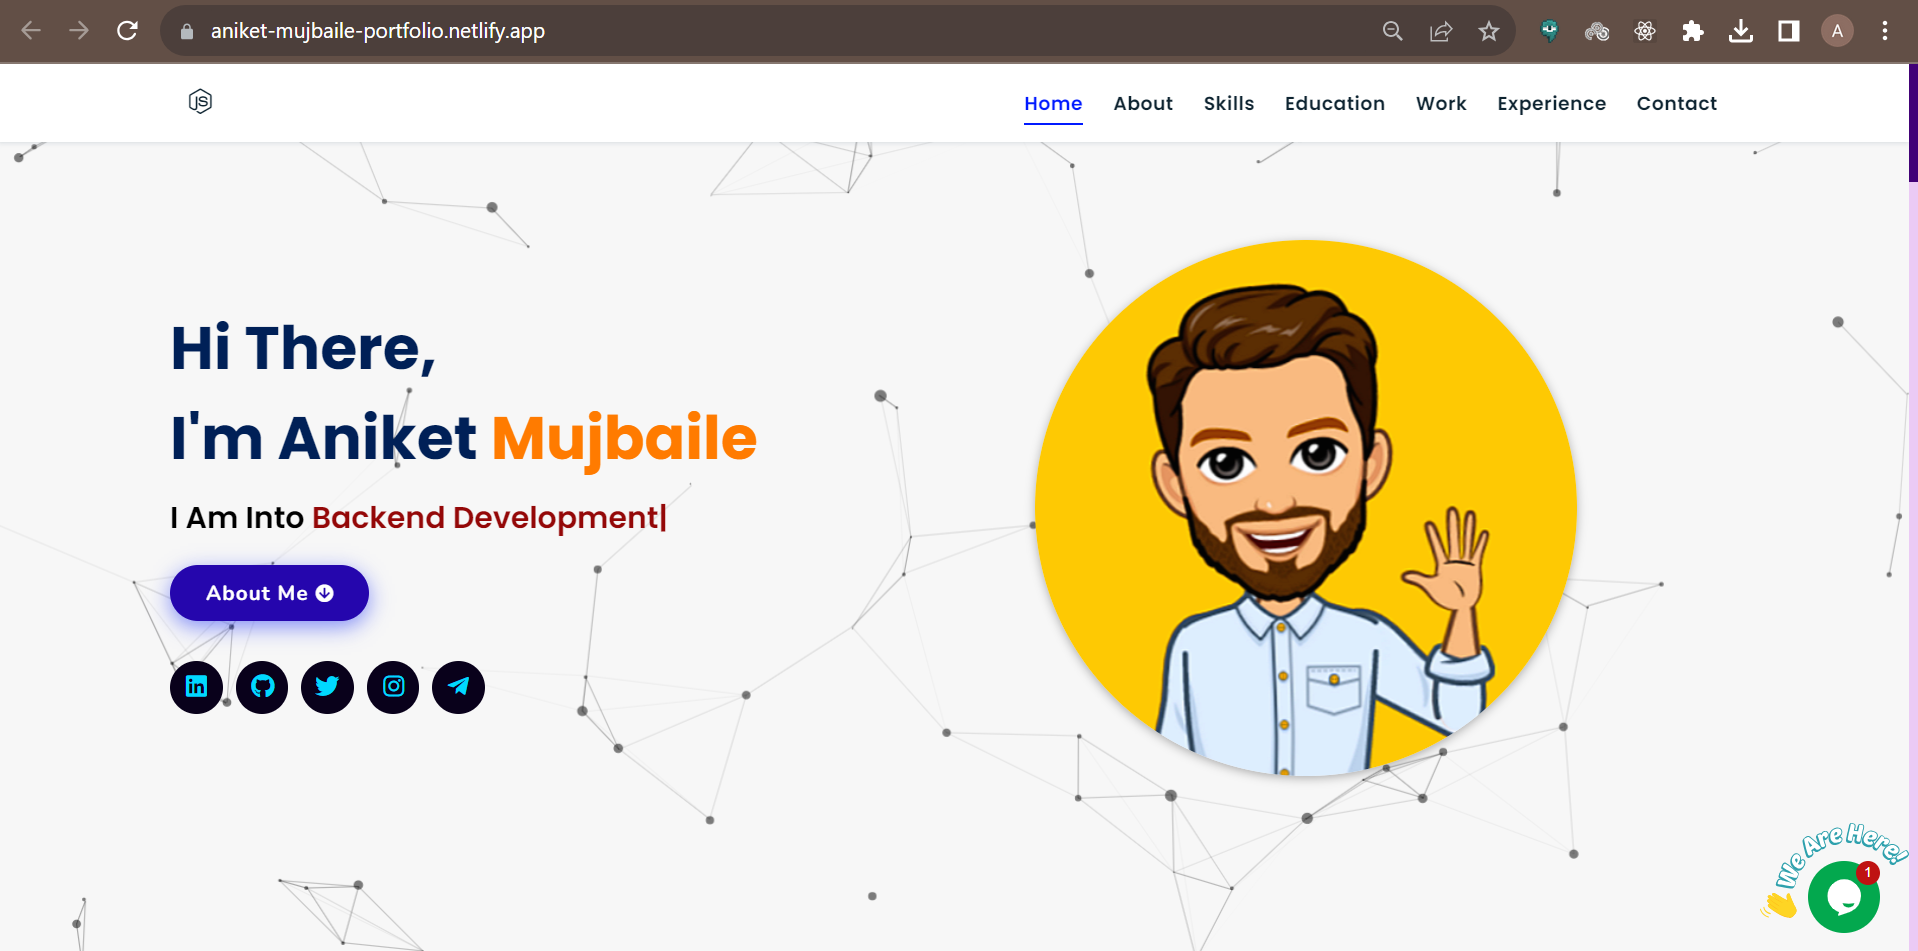 aniket-mujbaile-portfolio.netlify.app
A
JS
Home About Skills Education Work Experience Contact
Hi There,
I'm Aniket Mujbaile
I Am Into Backend Development|
About Me
in
We Are Here!
1